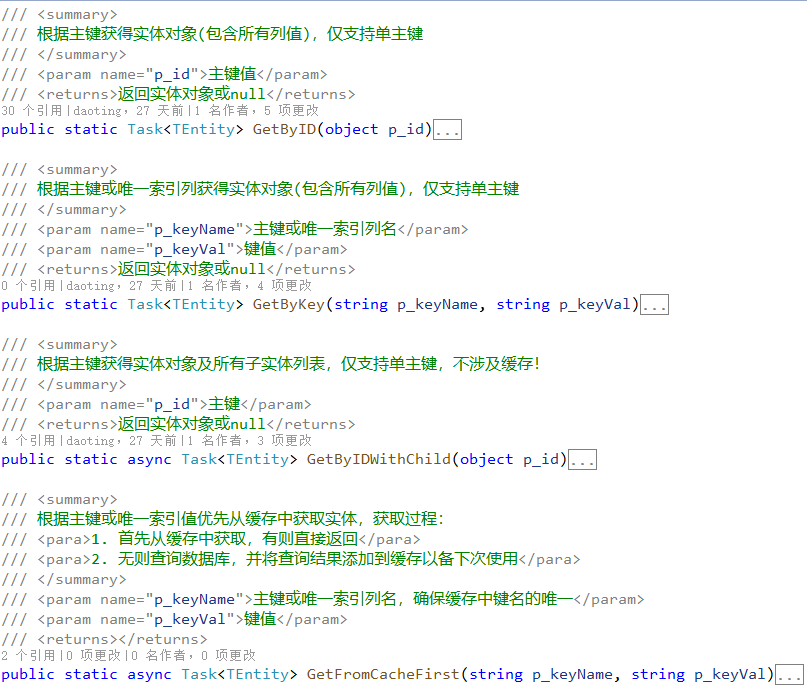 /// <summary>
/// 根据主键获得实体对象(包含所有列值)，仅支持单主键
/// </summary>
/// <param name="p_id">主键值</param>
/// <returns>返回实体对象或null</returns>
30 个引用|daoting，27 天前|1 名作者，5 项更改
public static Task<TEntity> GetByID(object p_id)...
/// <summary>
/// 根据主键或唯一索引列获得实体对象(包含所有列值)，仅支持单主键
/// </summary>
/// <param name="p_keyName">主键或唯一索引列名</param>
/// <param name="p_keyVal">键值</param>
/// <returns>返回实体对象或null</returns>
0 个引用|daoting，27 天前|1 名作者，4 项更改
public static Task<TEntity> GetByKey(string p_keyName, string p_keyVal)...
/// <summary>
/// 根据主键获得实体对象及所有子实体列表，仅支持单主键，不涉及缓存！
/// </summary>
/// <param name="p_id">主键</param>
/// <returns>返回实体对象或null</returns>
4 个引用|daoting，27 天前|1 名作者，3 项更改
public static async Task<TEntity> GetByIDWithChild(object p_id)...
/// <summary>
/// 根据主键或唯一索引值优先从缓存中获取实体，获取过程：
/// <para>1. 首先从缓存中获取，有则直接返回</para>
/// <para>2. 无则查询数据库，并将查询结果添加到缓存以备下次使用</para>
/// </summary>
/// <param name="p_keyName">主键或唯一索引列名，确保缓存中键名的唯一</param>
/// <param name="p_keyVal">键值</param>
/// <returns></returns>
2 个引用|0 项更改|0 名作者，0 项更改
public static async Task<TEntity> GetFromCacheFirst(string p_keyName, string p_keyVal)...